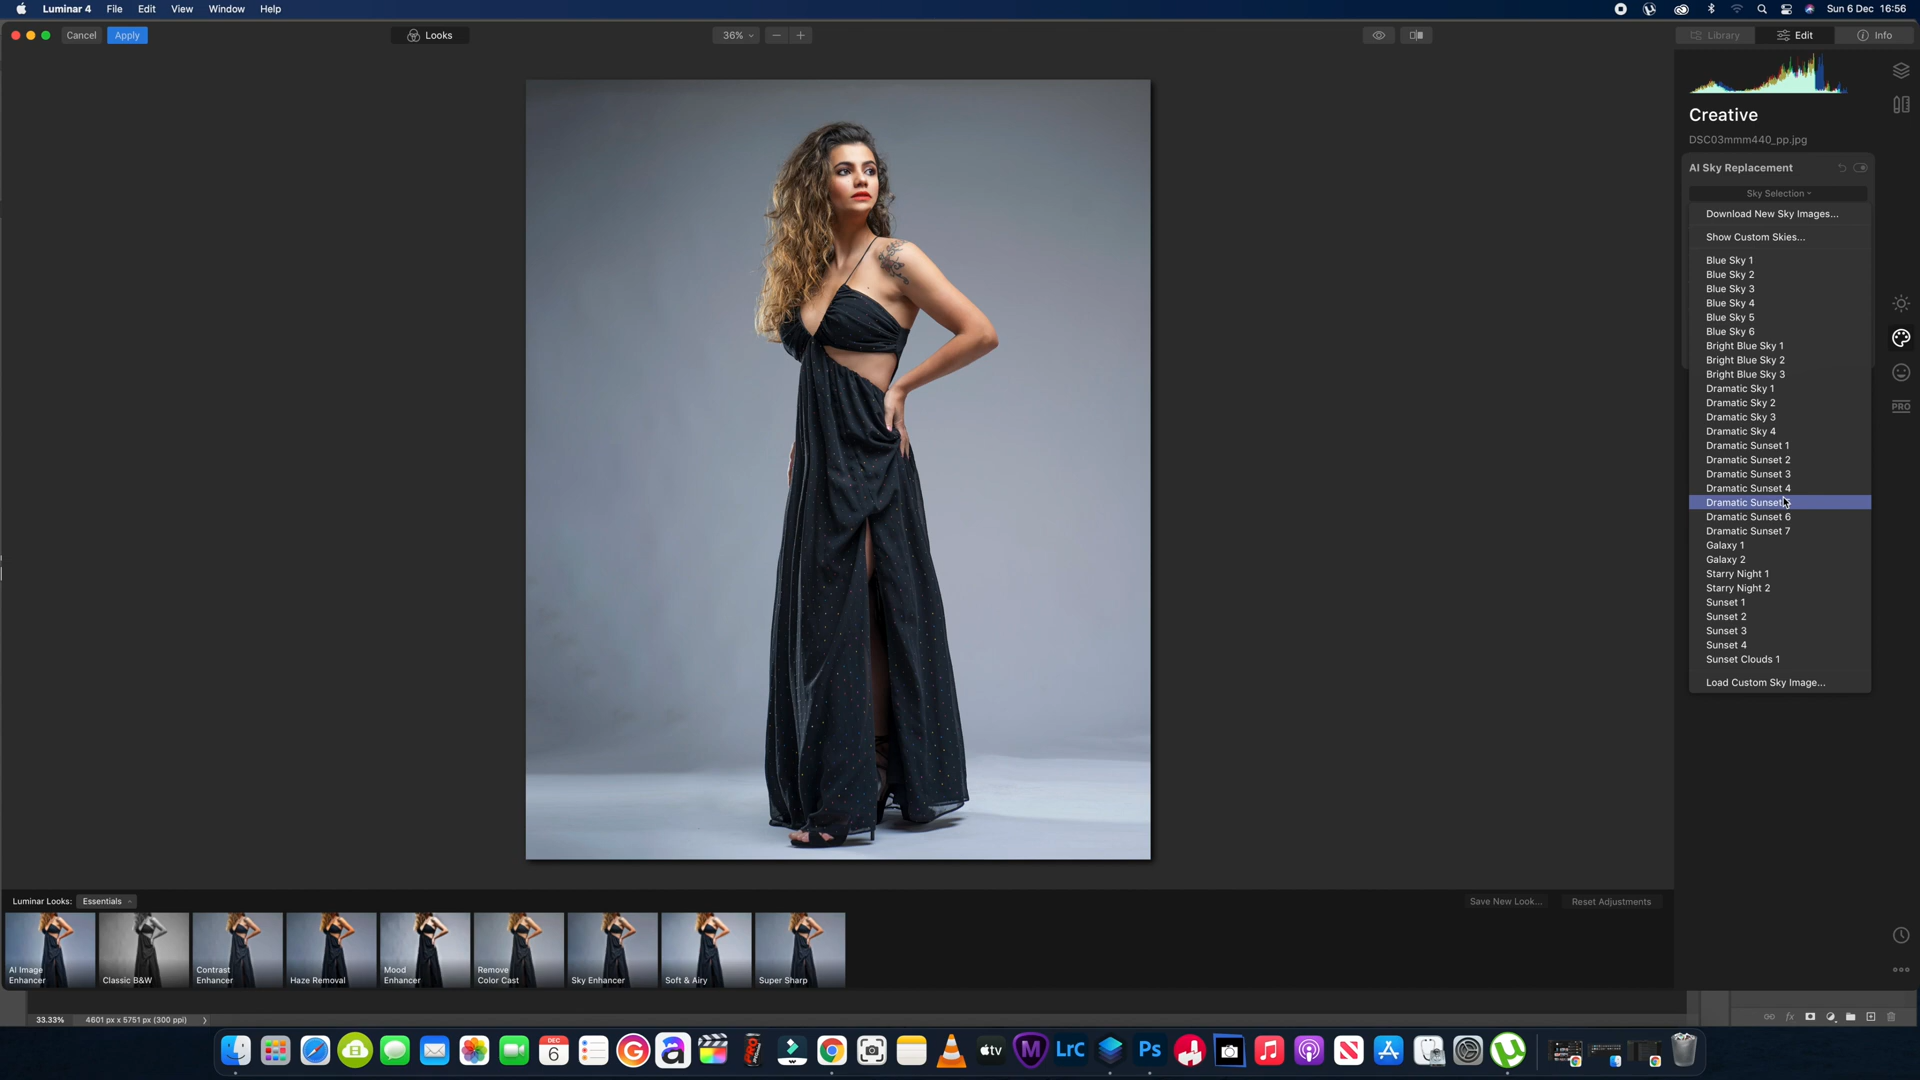 Luminar 4 File Edit View Window Help Sun 6 Dec 16:56
Cancel Apply Looks 36% Library Edit Info
Creative
DSC03mmm440_pp.jpg
AI Sky Replacement
Sky Selection
Download New Sky Images...
Show Custom Skies...
Blue Sky 1
Blue Sky 2
Blue Sky 3
Blue Sky 4
Blue Sky 5
Blue Sky 6
Bright Blue Sky 1
Bright Blue Sky 2
Bright Blue Sky 3
Dramatic Sky 1
Dramatic Sky 2
Dramatic Sky 3
Dramatic Sky 4
PRO
Dramatic Sunset 1
Dramatic Sunset 2
Dramatic Sunset 3
Dramatic Sunset 4
Dramatic Sunset
Dramatic Sunset 6
Dramatic Sunset 7
Galaxy 1
Galaxy 2
Starry Night 1
Starry Night 2
Sunset 1
Sunset 2
Sunset 3
Sunset 4
Sunset Clouds 1
Load Custom Sky Image...
Luminar Looks: Essentials Save New Look... Reset Adjustments
AI Image
Enhancer
Classic B&W
Contrast
Enhancer
Haze Removal
Mood
Enhancer
Remove
Color Cast
Sky Enhancer
Soft & Airy
Super Sharp
33.33% 4601 px x 5751 px (300 ppi)
fx
DEC
6
tv
LrC
Ps